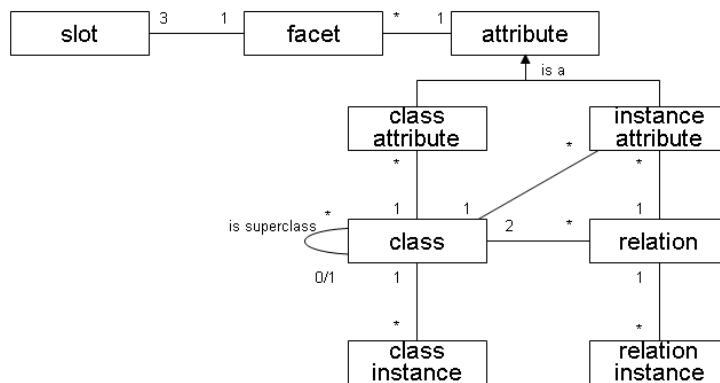 3 1 * 1
slot facet attribute
is a
class instance
attribute attribute
*
* *
* 1 1 1
is superclass 2 *
class relation
0/1 1 1
* *
class relation
instance instance